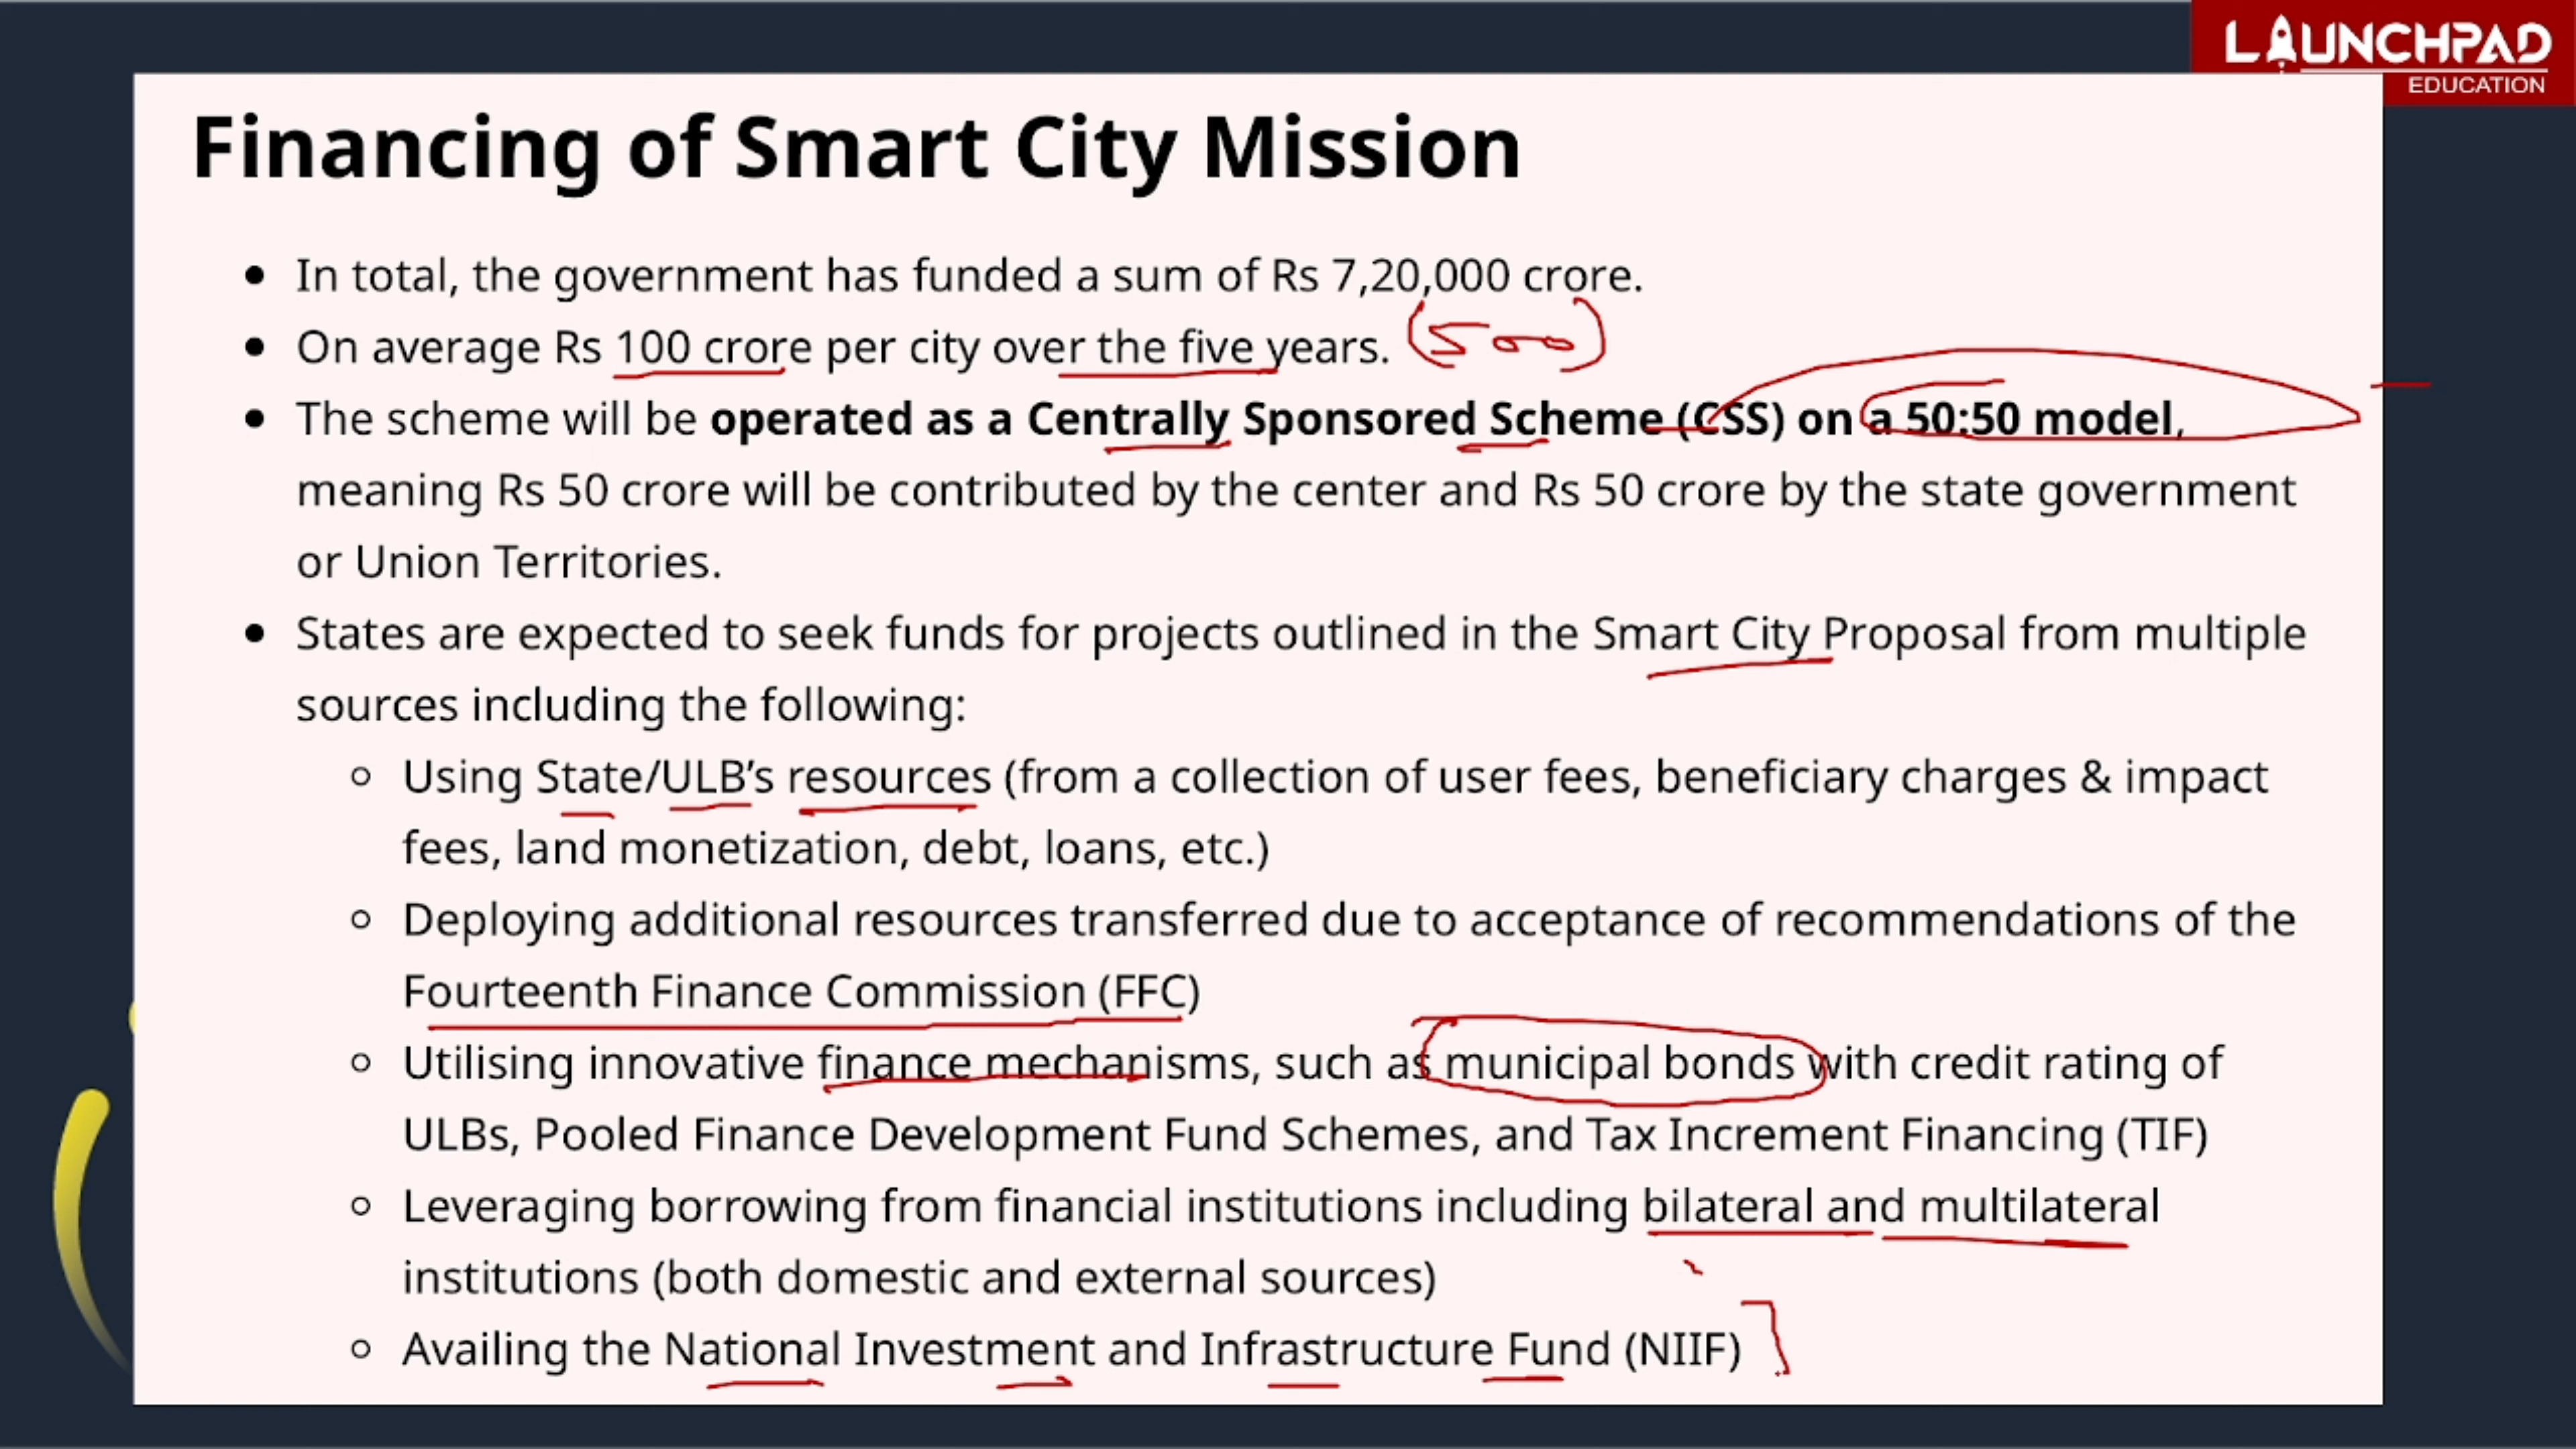 LAUNCHPAD
EDUCATION
Financing of Smart City Mission
● In total, the government has funded a sum of Rs 7,20,000 crore.
● On average Rs 100 crore per city over the five years. (500)
● The scheme will be operated as a Centrally Sponsored Scheme (CSS) on a 50:50 model,
meaning Rs 50 crore will be contributed by the center and Rs 50 crore by the state government
or Union Territories.
● States are expected to seek funds for projects outlined in the Smart City Proposal from multiple
sources including the following:
○ Using State/ULB’s resources (from a collection of user fees, beneficiary charges & impact
fees, land monetization, debt, loans, etc.)
○ Deploying additional resources transferred due to acceptance of recommendations of the
Fourteenth Finance Commission (FFC)
○ Utilising innovative finance mechanisms, such as municipal bonds with credit rating of
ULBs, Pooled Finance Development Fund Schemes, and Tax Increment Financing (TIF)
○ Leveraging borrowing from financial institutions including bilateral and multilateral
institutions (both domestic and external sources)
○ Availing the National Investment and Infrastructure Fund (NIIF)